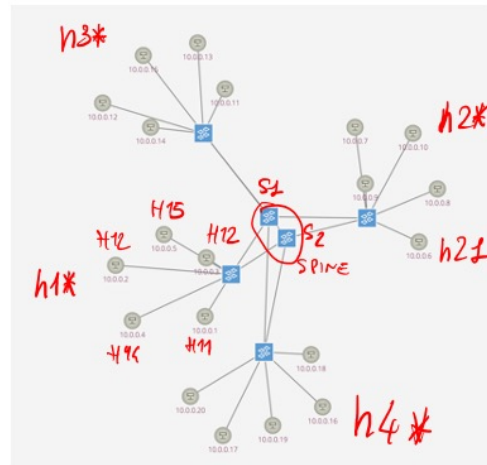 h3*
10.0.0.15
10.0.0.13
10.0.0.12
10.0.0.11
10.0.0.14
h2*
10.0.0.7
10.0.0.10
10.0.0.9
10.0.0.8
10.0.0.6
h21
S1
S2
SPINE
H15
H12
H12
10.0.0.5
10.0.0.3
10.0.0.2
h1*
10.0.0.4
10.0.0.1
H14
H11
10.0.0.18
10.0.0.20
10.0.0.16
10.0.0.17
10.0.0.19
h4*